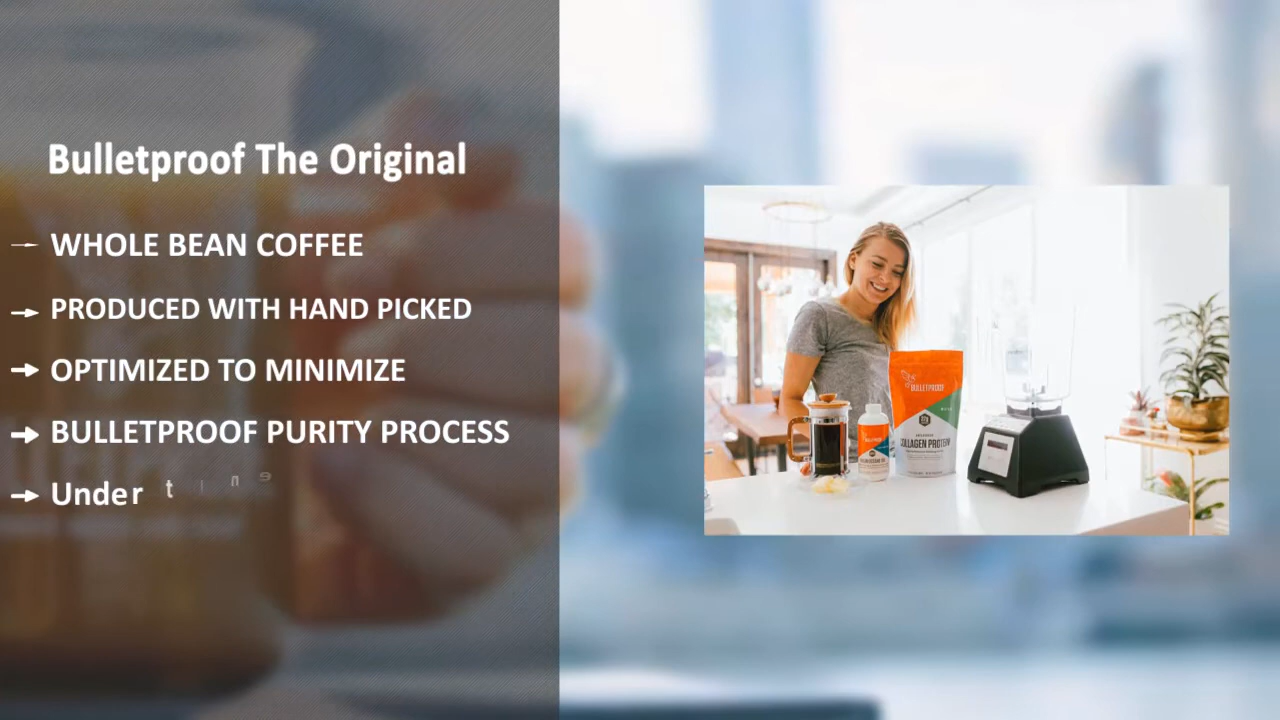 Bulletproof The Original
WHOLE BEAN COFFEE
PRODUCED WITH HAND PICKED
OPTIMIZED TO MINIMIZE
BULLETPROOF PURITY PROCESS
Under
BULLETPROOF
COLLAGEN PROTEIN